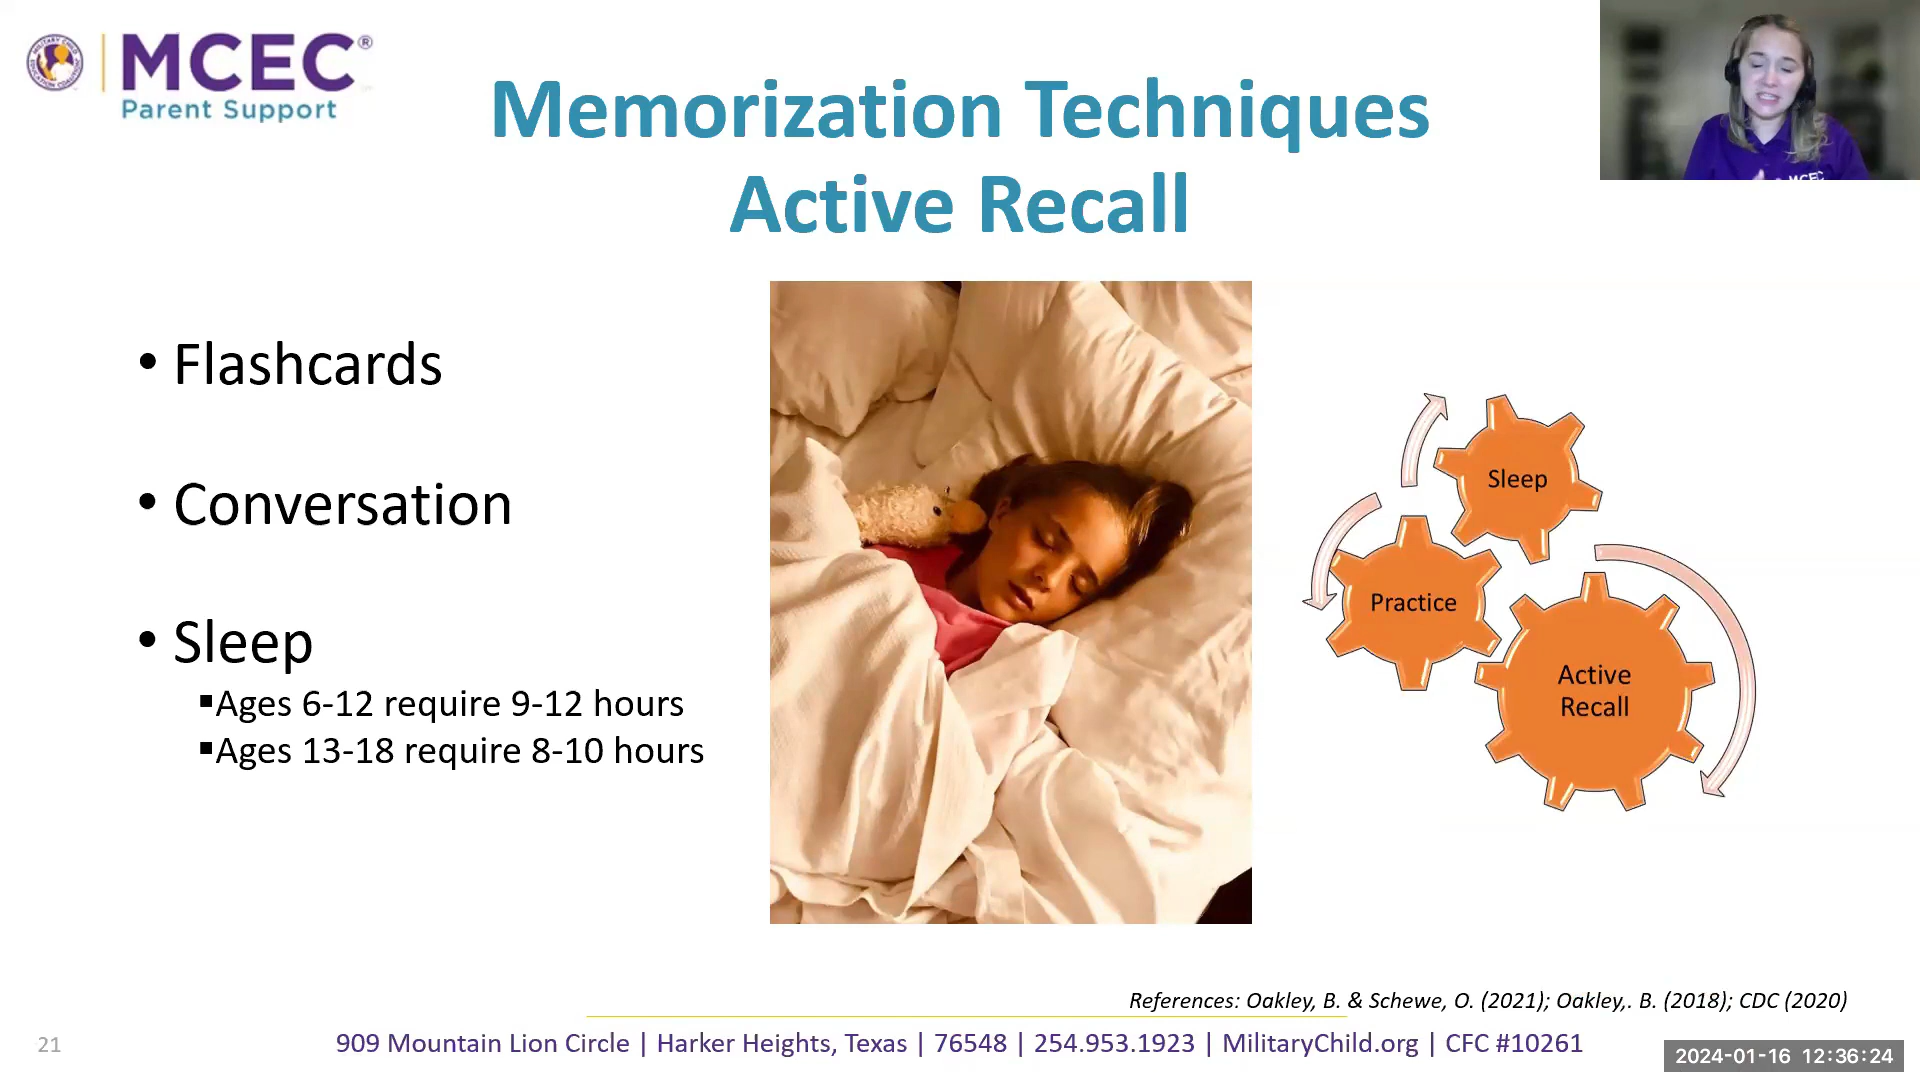 MCEC®
Parent Support
Memorization Techniques
Active Recall
• Flashcards
• Conversation
• Sleep
▪Ages 6-12 require 9-12 hours
▪Ages 13-18 require 8-10 hours
Sleep
Practice
Active
Recall
MCEC
References: Oakley, B. & Schewe, O. (2021); Oakley,. B. (2018); CDC (2020)
21
909 Mountain Lion Circle | Harker Heights, Texas | 76548 | 254.953.1923 | MilitaryChild.org | CFC #10261
2024-01-16 12:36:24